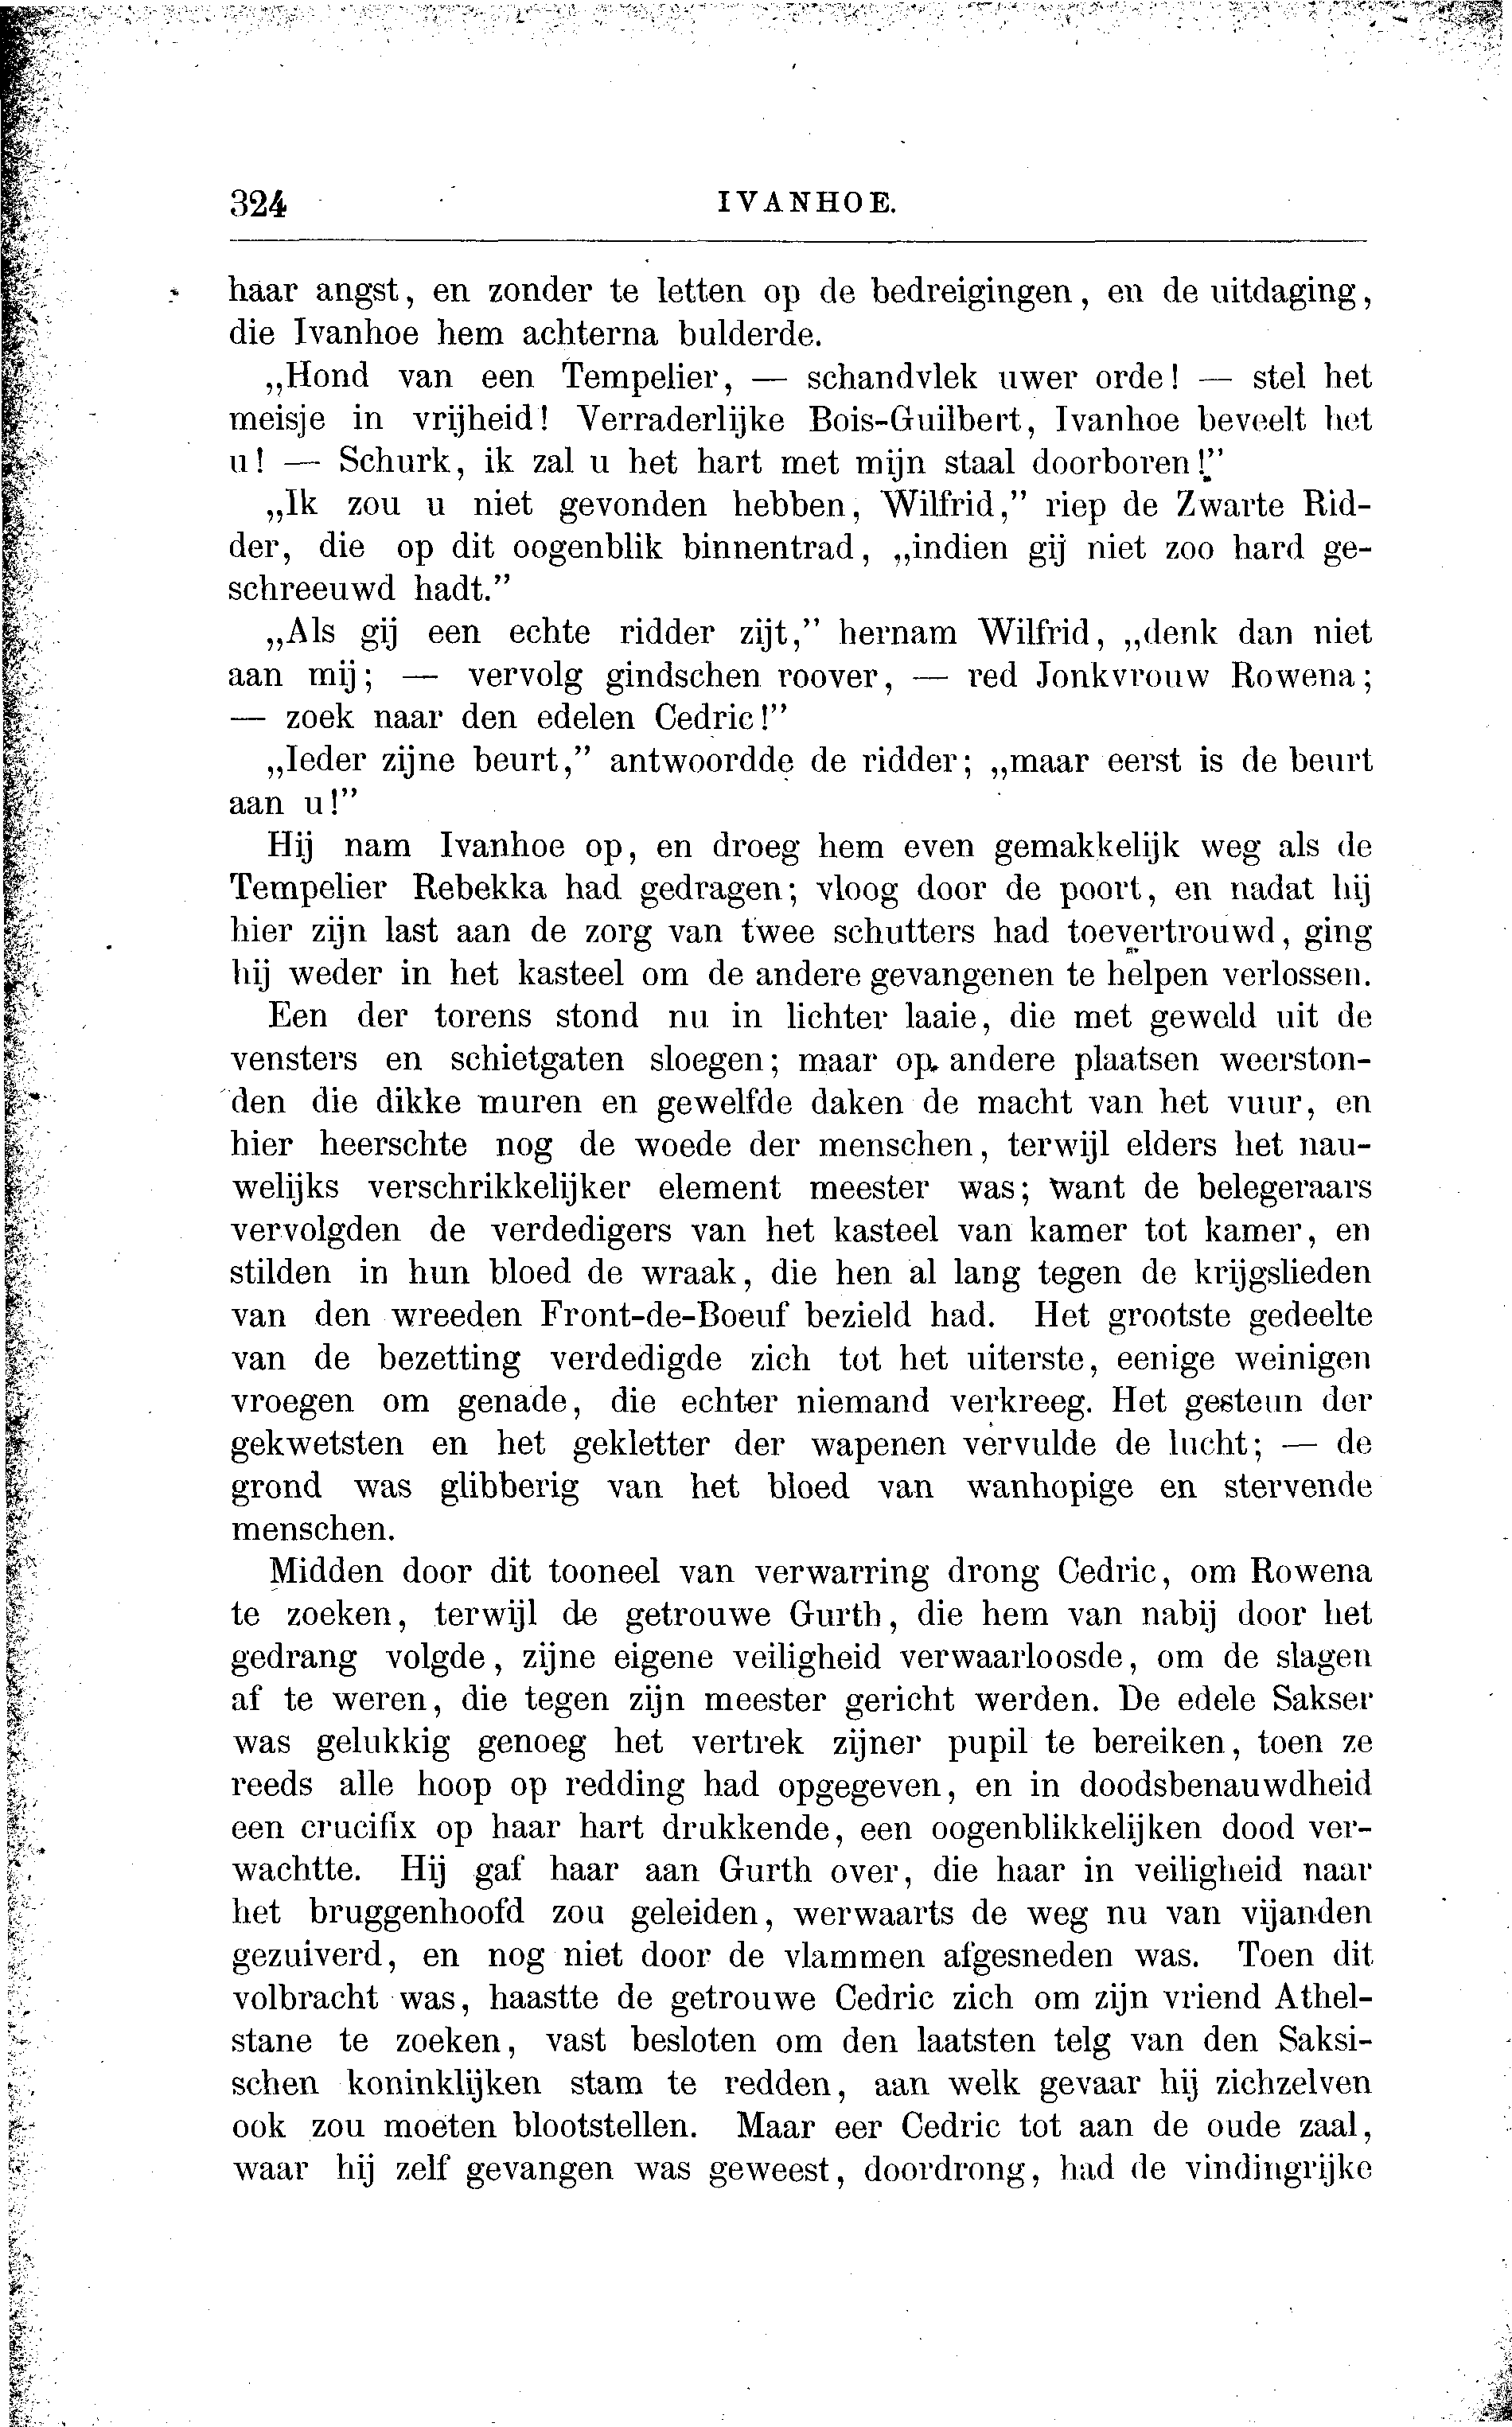 324 IVANHOE.
haar angst, en zonder te letten op de bedreigingen, en de uitdaging,
die Ivanhoe hem achterna bulderde.
„Hond van een Tempelier, — schandvlek uwer orde! — stel het
meisje in vrijheid! Verraderlijke Bois-Guilbert, Ivanhoe beveelt het
u! — Schurk, ik zal u het hart met mijn staal doorboren!”
„Ik zou u niet gevonden hebben, Wilfrid,” riep de Zwarte Rid-
der, die op dit oogenblik binnentrad, „indien gij niet zoo hard ge-
schreeuwd hadt.”
„Als gij een echte ridder zijt,” hernam Wilfrid, „denk dan niet
aan mij; — vervolg gindschen roover, — red Jonkvrouw Rowena;
— zoek naar den edelen Cedric!”
„Ieder zijne beurt,” antwoordde de ridder; „maar eerst is de beurt
aan u!”
Hij nam Ivanhoe op, en droeg hem even gemakkelijk weg als de
Tempelier Rebekka had gedragen; vloog door de poort, en nadat hij
hier zijn last aan de zorg van twee schutters had toevertrouwd, ging
hij weder in het kasteel om de andere gevangenen te helpen verlossen.
Een der torens stond nu in lichter laaie, die met geweld uit de
vensters en schietgaten sloegen; maar op andere plaatsen weerston-
den die dikke muren en gewelfde daken de macht van het vuur, en
hier heerschte nog de woede der menschen, terwijl elders het nau-
welijks verschrikkelijker element meester was; want de belegeraars
vervolgden de verdedigers van het kasteel van kamer tot kamer, en
stilden in hun bloed de wraak, die hen al lang tegen de krijgslieden
van den wreeden Front-de-Boeuf bezield had. Het grootste gedeelte
van de bezetting verdedigde zich tot het uiterste, eenige weinigen
vroegen om genade, die echter niemand verkreeg. Het gesteun der
gekwetsten en het gekletter der wapenen vervulde de lucht; — de
grond was glibberig van het bloed van wanhopige en stervende
menschen.
Midden door dit tooneel van verwarring drong Cedric, om Rowena
te zoeken, terwijl de getrouwe Gurth, die hem van nabij door het
gedrang volgde, zijne eigene veiligheid verwaarloosde, om de slagen
af te weren, die tegen zijn meester gericht werden. De edele Sakser
was gelukkig genoeg het vertrek zijner pupil te bereiken, toen ze
reeds alle hoop op redding had opgegeven, en in doodsbenauwdheid
een crucifix op haar hart drukkende, een oogenblikkelijken dood ver-
wachtte. Hij gaf haar aan Gurth over, die haar in veiligheid naar
het bruggenhoofd zou geleiden, werwaarts de weg nu van vijanden
gezuiverd, en nog niet door de vlammen afgesneden was. Toen dit
volbracht was, haastte de getrouwe Cedric zich om zijn vriend Athel-
stane te zoeken, vast besloten om den laatsten telg van den Saksi-
schen koninklijken stam te redden, aan welk gevaar hij zichzelven
ook zou moeten blootstellen. Maar eer Cedric tot aan de oude zaal,
waar hij zelf gevangen was geweest, doordrong, had de vindingrijke